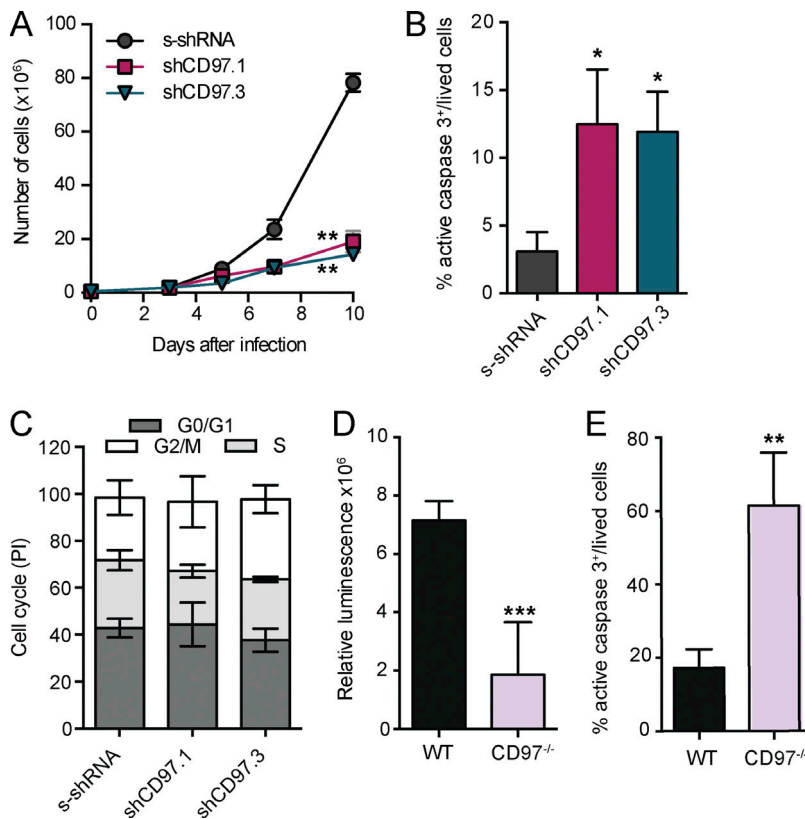 A
s-shRNA
shCD97.1
shCD97.3
Number of cells (x10⁶)
100
80
60
40
20
0
**
**
0
2
4
6
8
10
Days after infection
B
% active caspase 3⁺/lived cells
20
15
10
5
0
*
*
s-shRNA
shCD97.1
shCD97.3
C
G0/G1
G2/M
S
Cell cycle (PI)
120
100
80
60
40
20
0
s-shRNA
shCD97.1
shCD97.3
D
Relative luminescence x10⁶
8
6
4
2
0
***
WT
CD97⁻/⁻
E
% active caspase 3⁺/lived cells
80
60
40
20
0
**
WT
CD97⁻/⁻